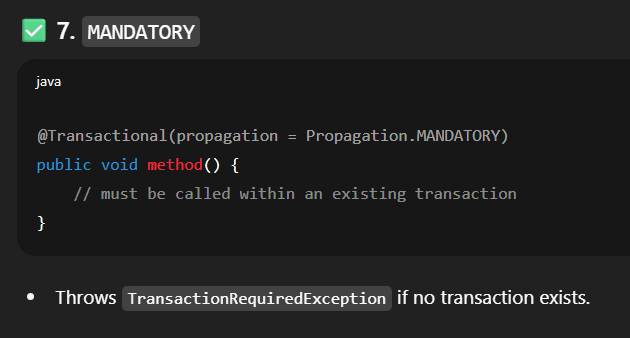 ✅ 7. MANDATORY
java
@Transactional(propagation = Propagation.MANDATORY)
public void method() {
    // must be called within an existing transaction
}
• Throws TransactionRequiredException if no transaction exists.